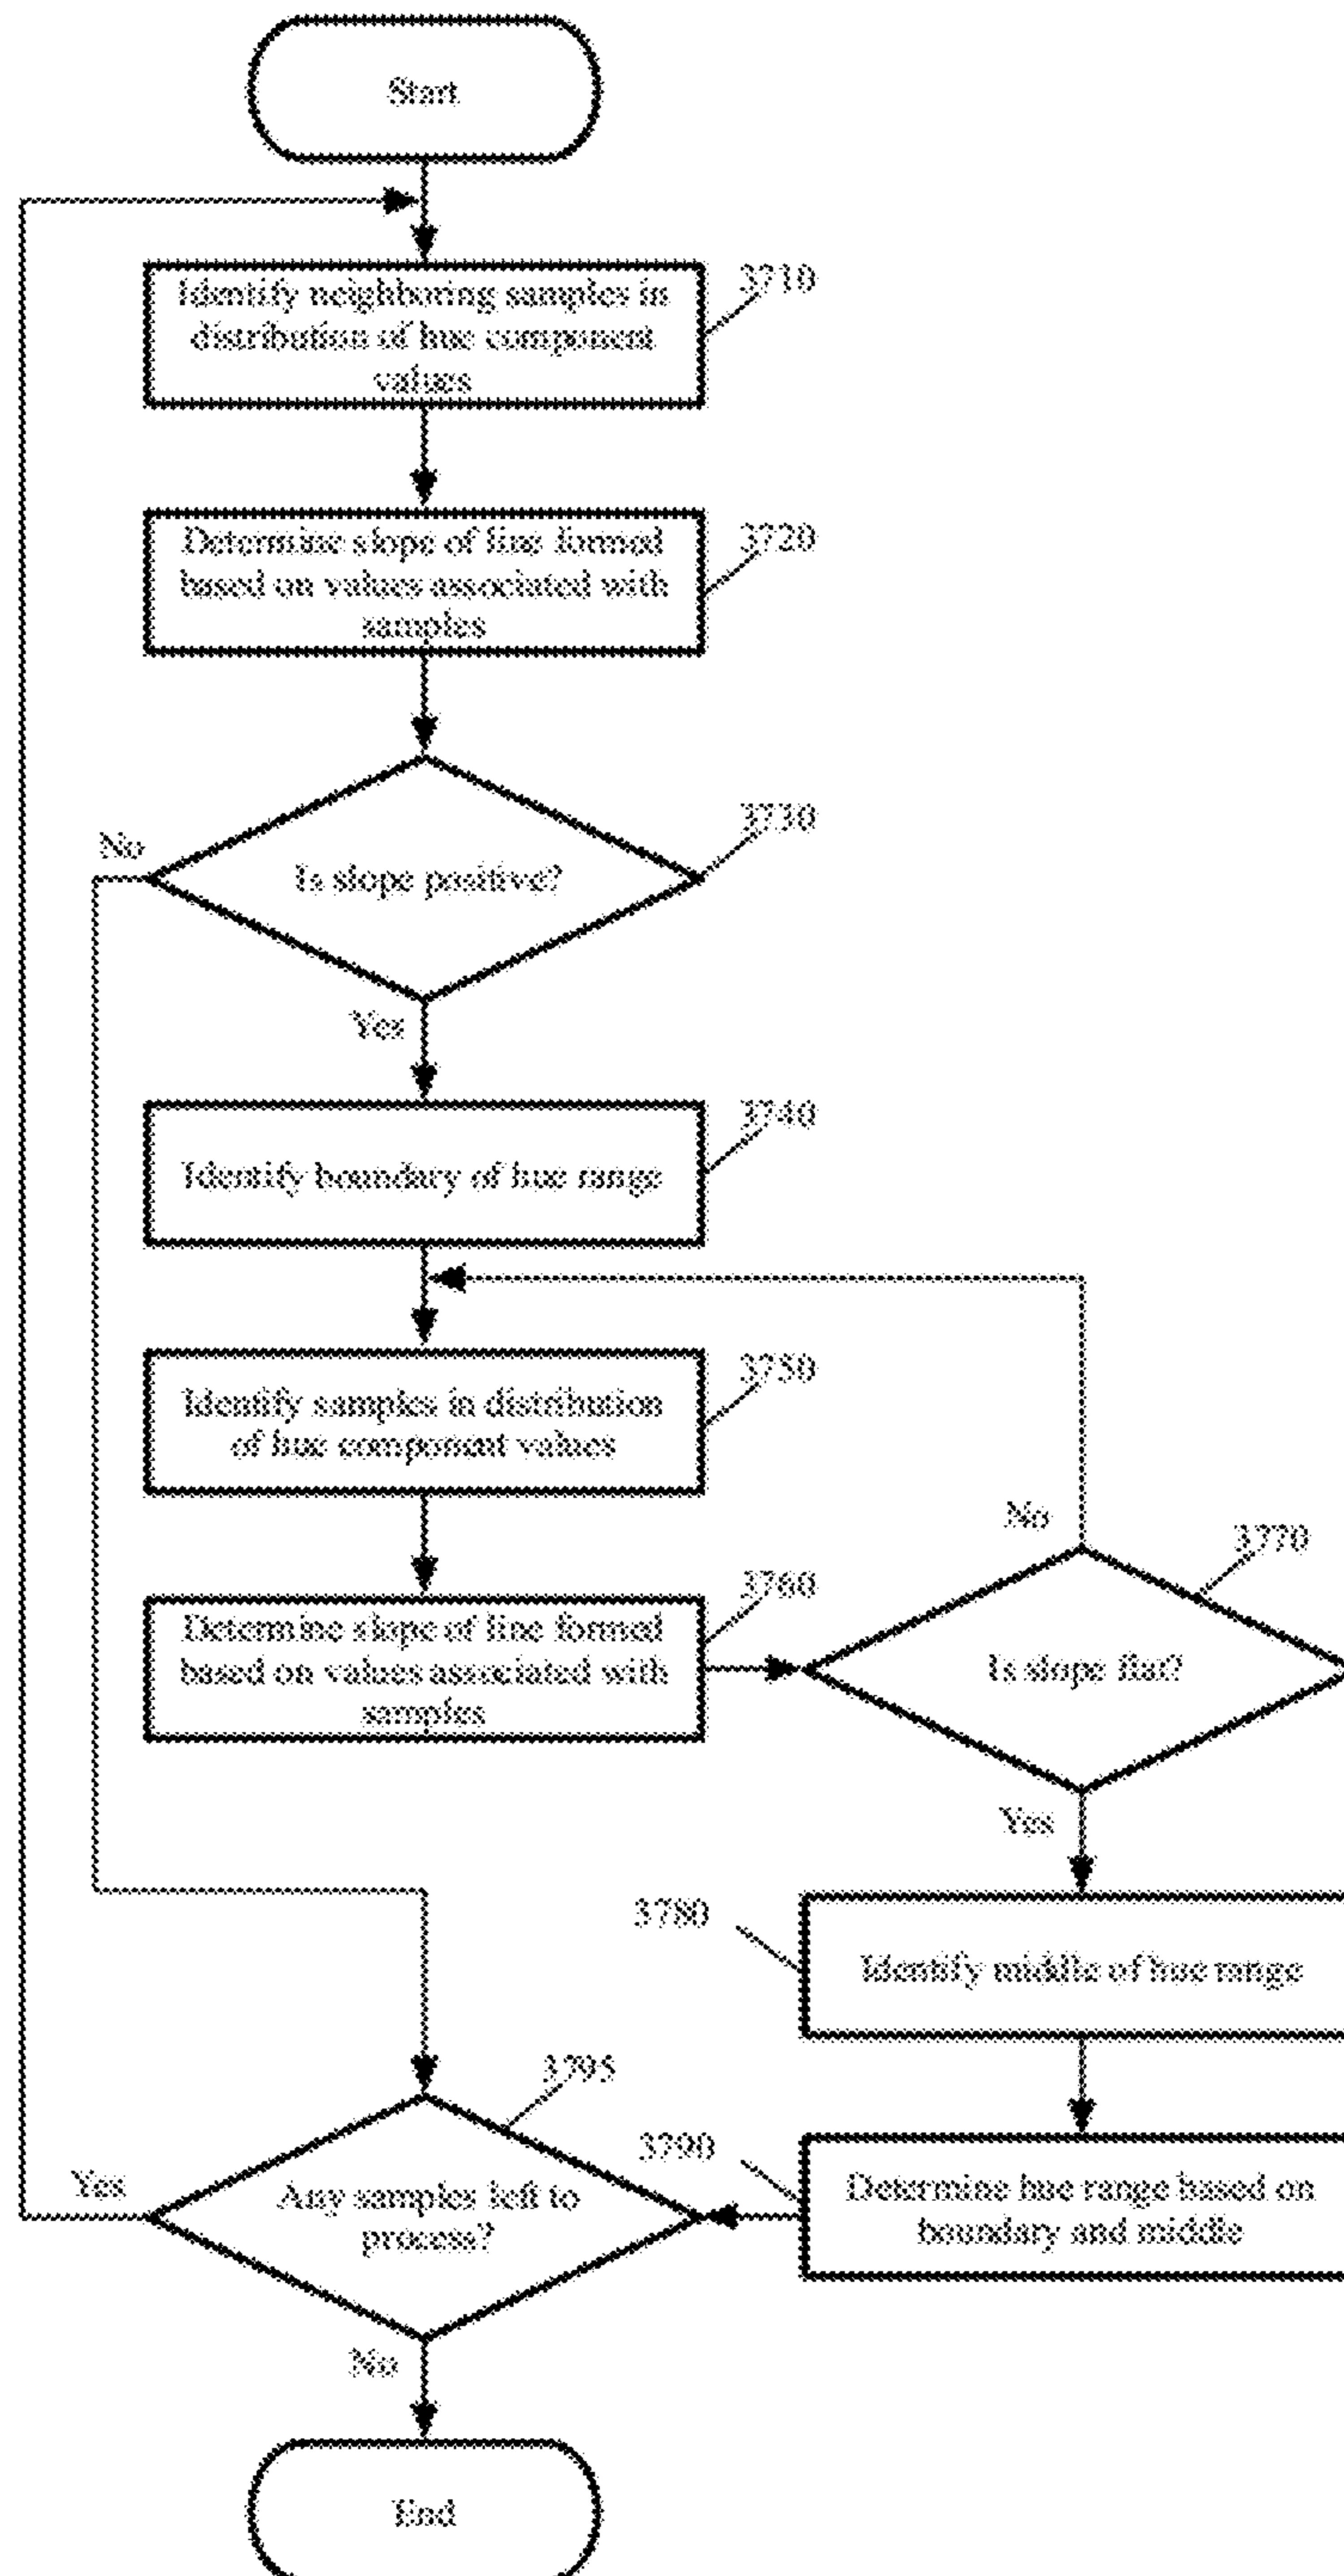 Start
Identify neighboring samples in
distribution of hue component
values
3710
Determine slope of line formed
based on values associated with
samples
3720
Is slope positive?
3730
No
Yes
Identify boundary of hue range
3740
Identify samples in distribution
of hue component values
3750
Determine slope of line formed
based on values associated with
samples
3760
Is slope flat?
3770
No
Yes
Identify middle of hue range
3780
Determine hue range based on
boundary and middle
3790
Any samples left to
process?
3795
Yes
No
End